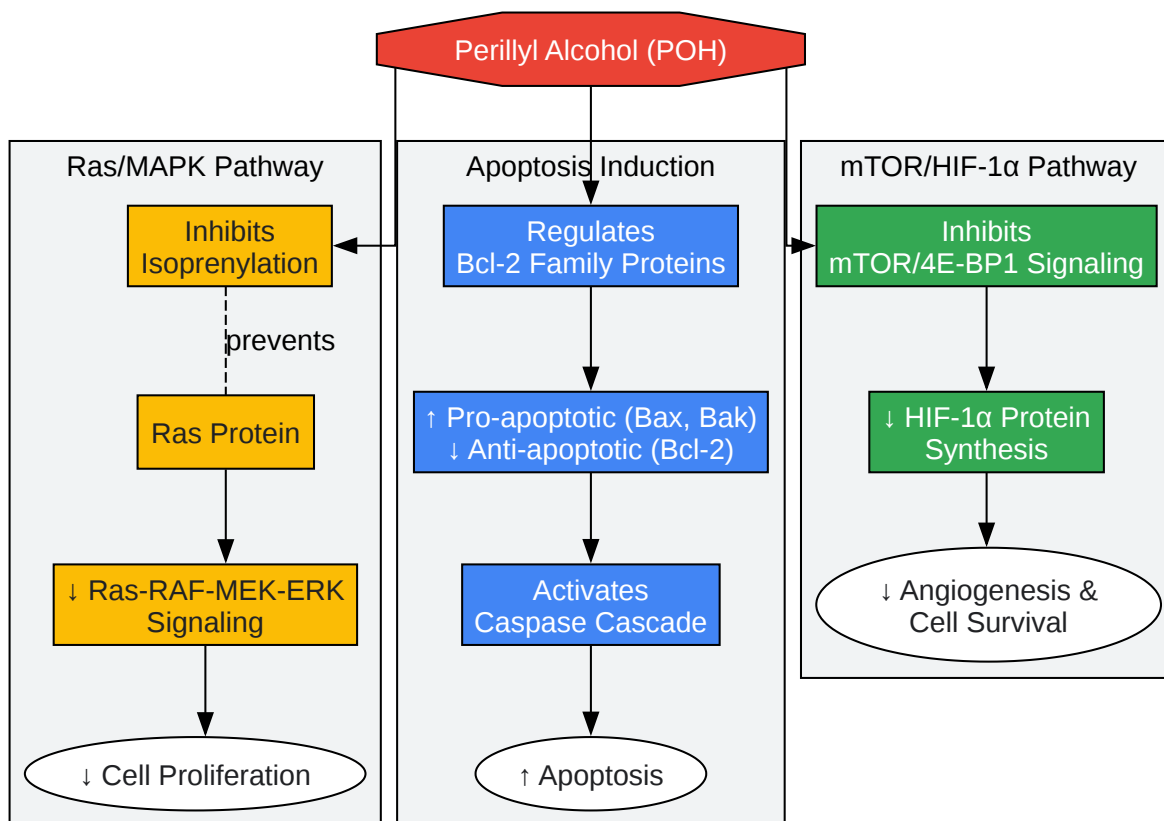 Perillyl Alcohol (POH)
Ras/MAPK Pathway
Inhibits
Isoprenylation
prevents
Ras Protein
↓ Ras-RAF-MEK-ERK
Signaling
↓ Cell Proliferation
Apoptosis Induction
Regulates
Bcl-2 Family Proteins
↑ Pro-apoptotic (Bax, Bak)
↓ Anti-apoptotic (Bcl-2)
Activates
Caspase Cascade
↑ Apoptosis
mTOR/HIF-1α Pathway
Inhibits
mTOR/4E-BP1 Signaling
↓ HIF-1α Protein
Synthesis
↓ Angiogenesis &
Cell Survival